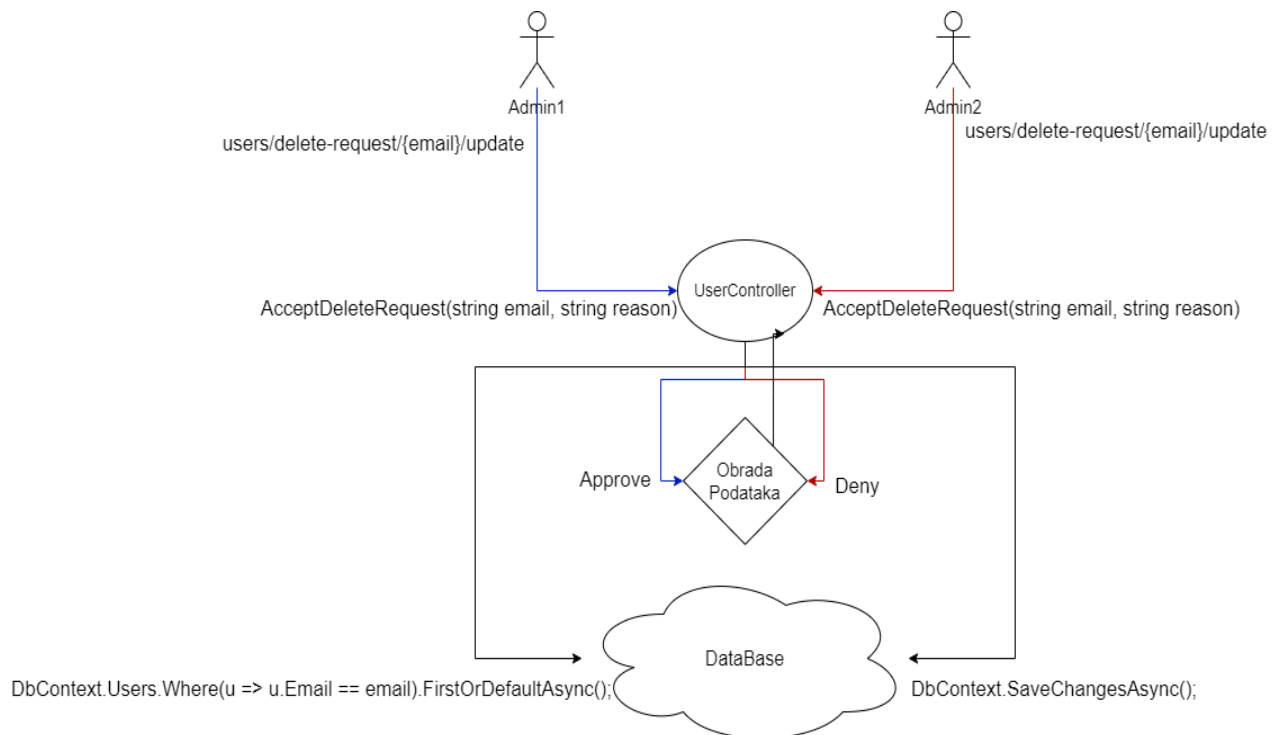 Admin1
Admin2
users/delete-request/{email}/update
users/delete-request/{email}/update
UserController
AcceptDeleteRequest(string email, string reason)
AcceptDeleteRequest(string email, string reason)
Approve
Obrada
Podataka
Deny
DataBase
DbContext.Users.Where(u => u.Email == email).FirstOrDefaultAsync();
DbContext.SaveChangesAsync();